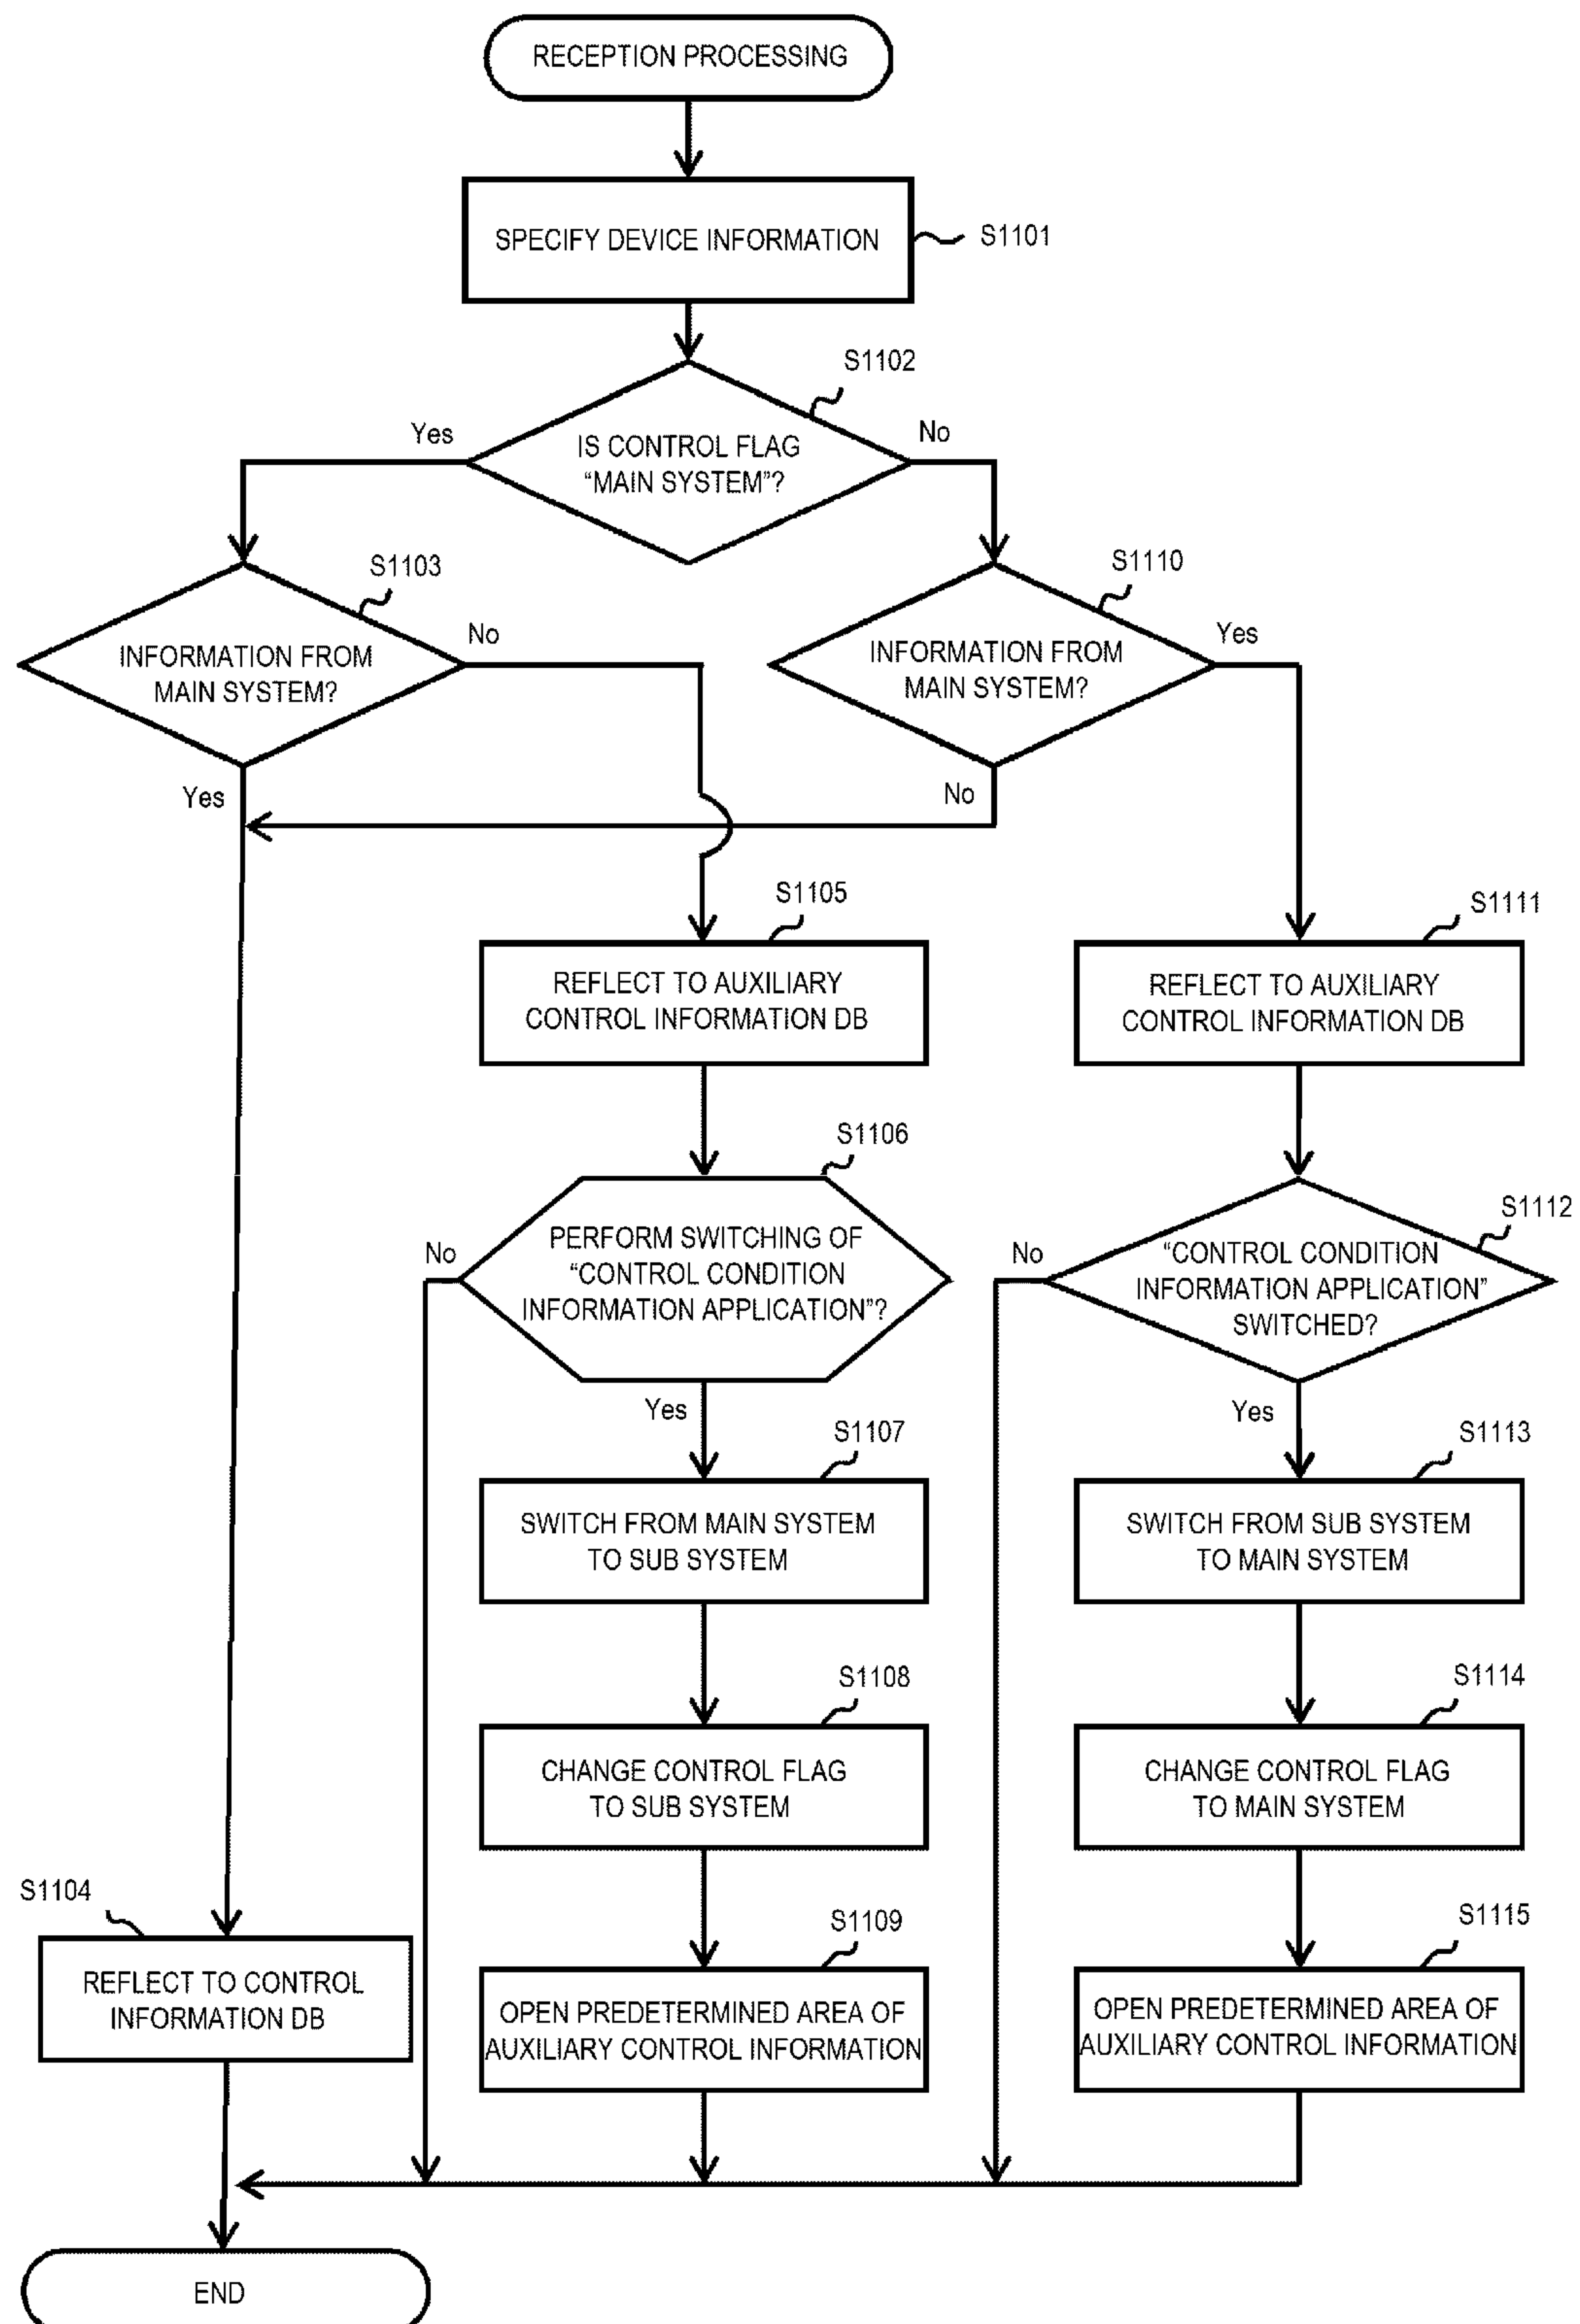 RECEPTION PROCESSING
SPECIFY DEVICE INFORMATION
S1101
S1102
Yes
No
IS CONTROL FLAG
“MAIN SYSTEM”?
S1103
S1110
No
Yes
INFORMATION FROM
MAIN SYSTEM?
INFORMATION FROM
MAIN SYSTEM?
Yes
No
S1105
S1111
REFLECT TO AUXILIARY
CONTROL INFORMATION DB
REFLECT TO AUXILIARY
CONTROL INFORMATION DB
S1106
S1112
No
PERFORM SWITCHING OF
“CONTROL CONDITION
INFORMATION APPLICATION”?
No
“CONTROL CONDITION
INFORMATION APPLICATION”
SWITCHED?
Yes
Yes
S1107
S1113
SWITCH FROM MAIN SYSTEM
TO SUB SYSTEM
SWITCH FROM SUB SYSTEM
TO MAIN SYSTEM
S1108
S1114
CHANGE CONTROL FLAG
TO SUB SYSTEM
CHANGE CONTROL FLAG
TO MAIN SYSTEM
S1104
S1109
S1115
REFLECT TO CONTROL
INFORMATION DB
OPEN PREDETERMINED AREA OF
AUXILIARY CONTROL INFORMATION
OPEN PREDETERMINED AREA OF
AUXILIARY CONTROL INFORMATION
END